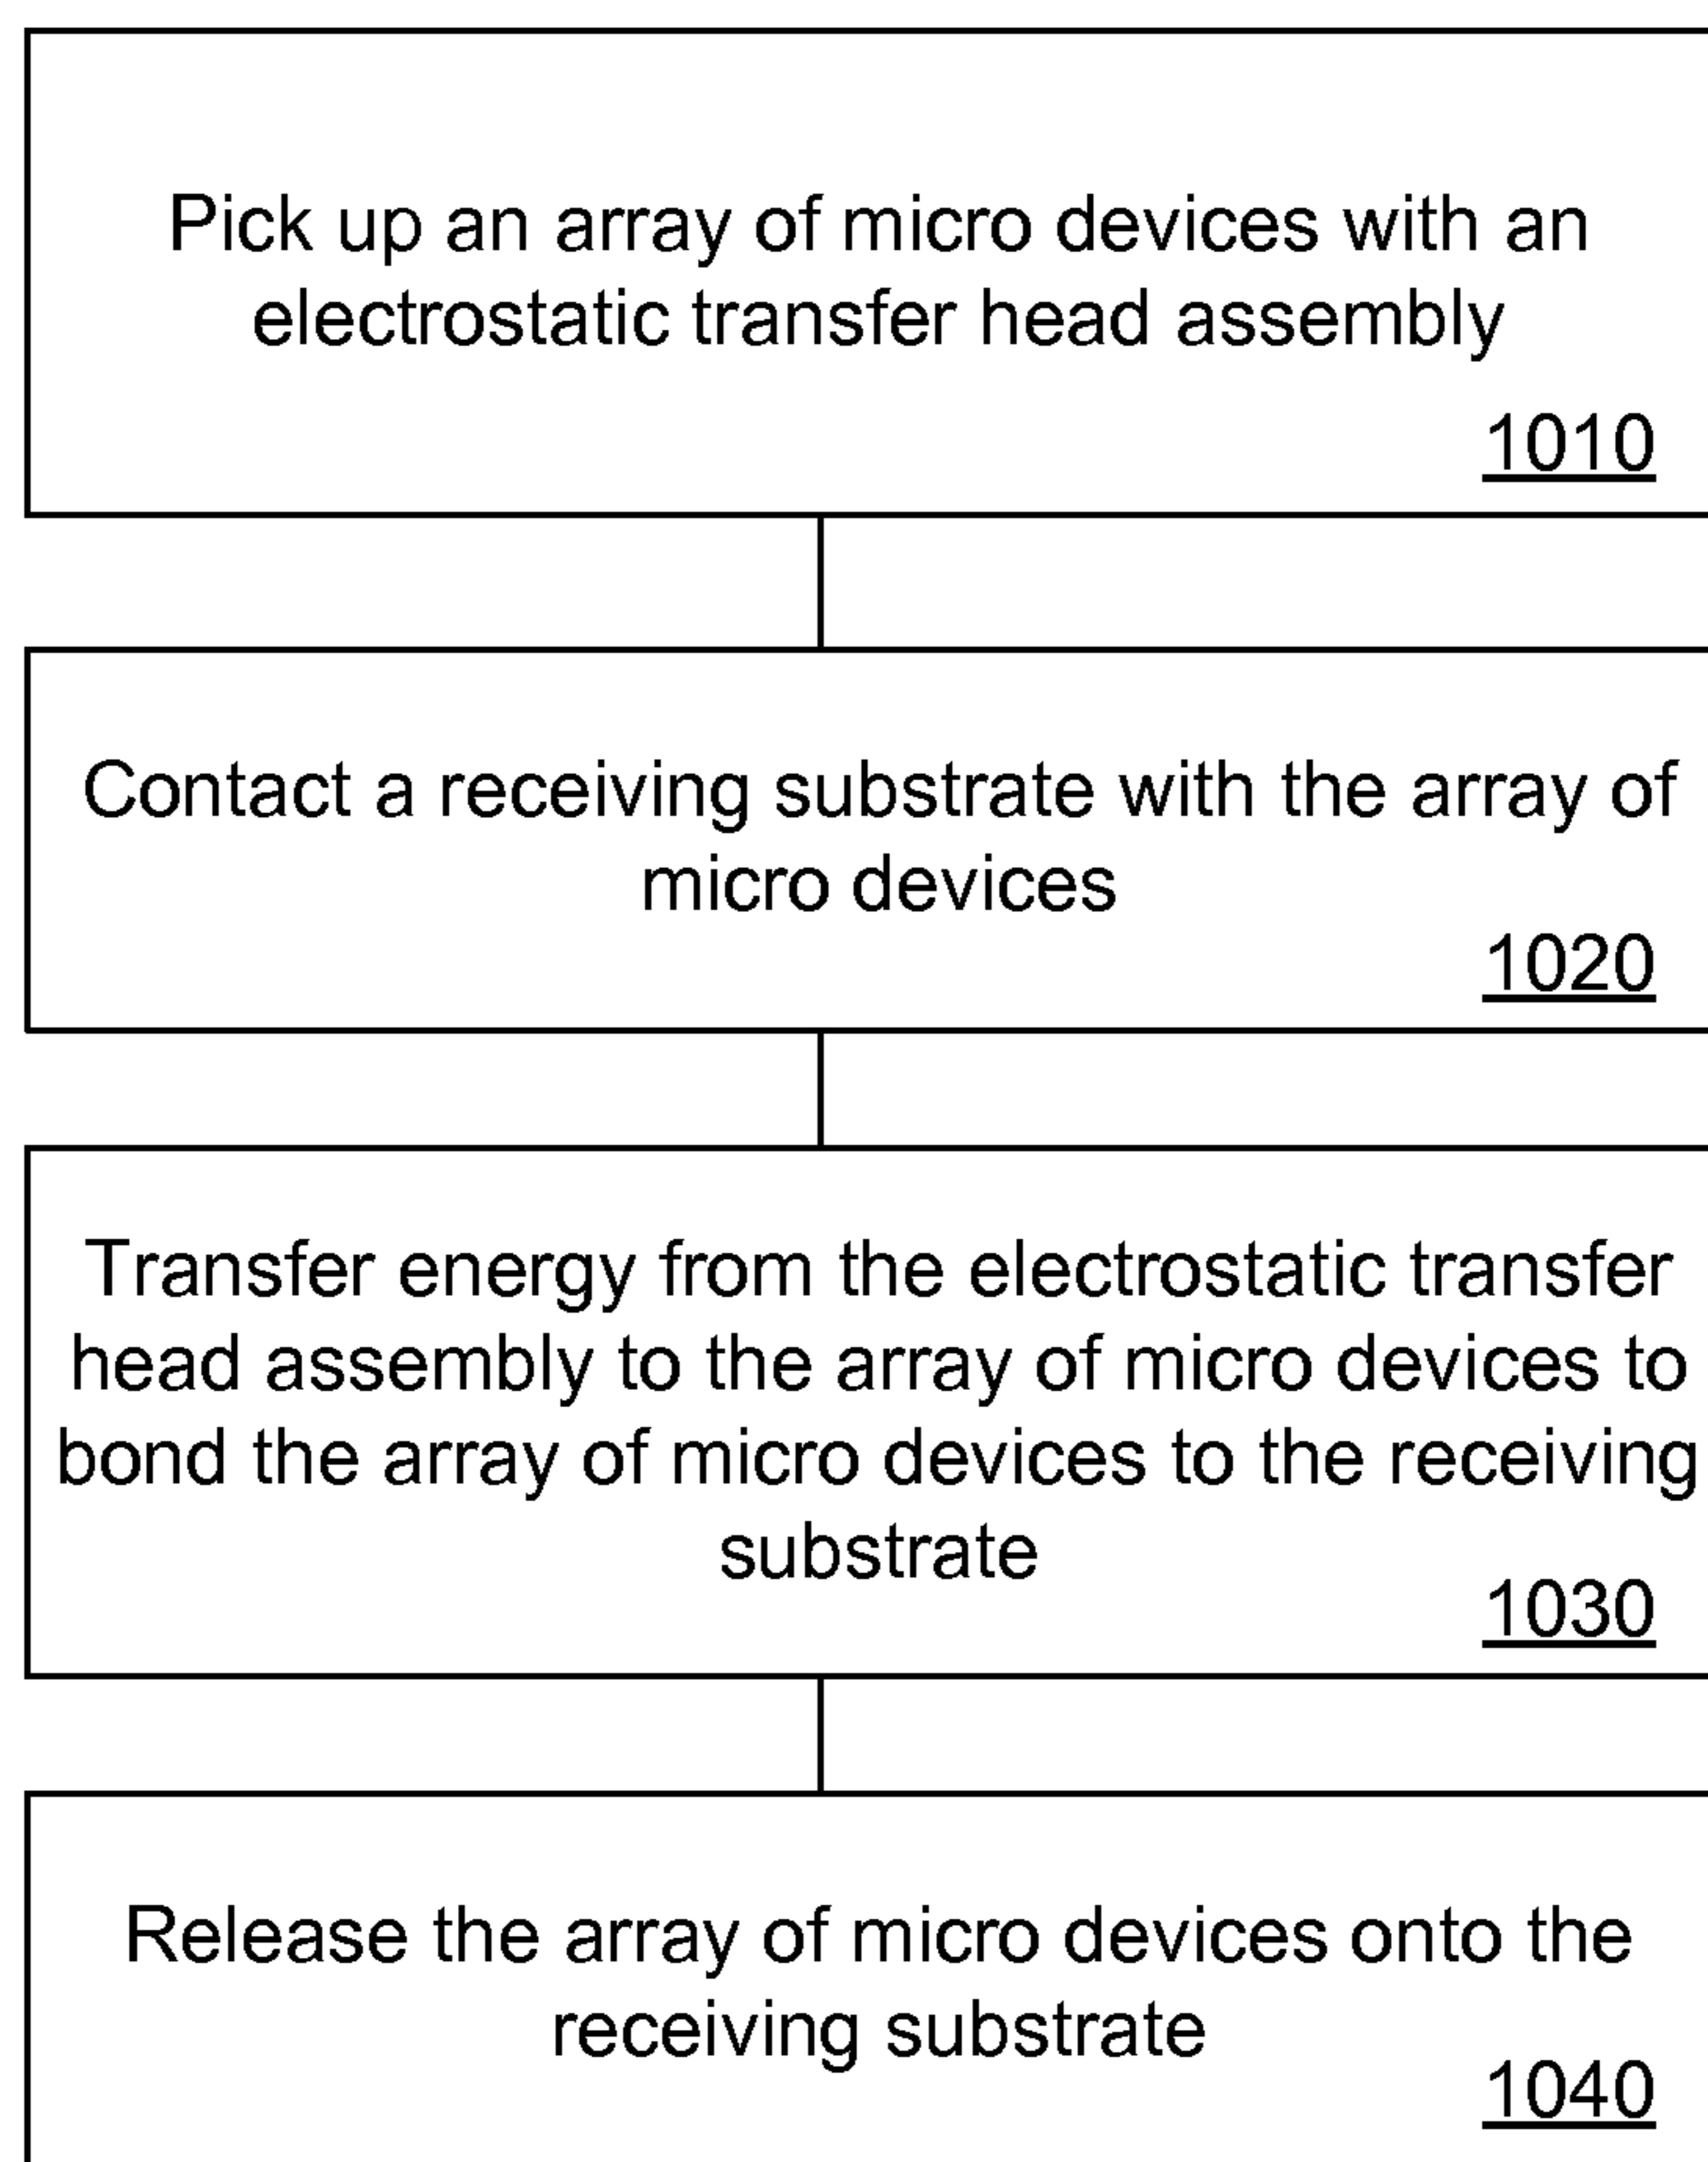 Pick up an array of micro devices with an
electrostatic transfer head assembly
1010
Contact a receiving substrate with the array of
micro devices
1020
Transfer energy from the electrostatic transfer
head assembly to the array of micro devices to
bond the array of micro devices to the receiving
substrate
1030
Release the array of micro devices onto the
receiving substrate
1040